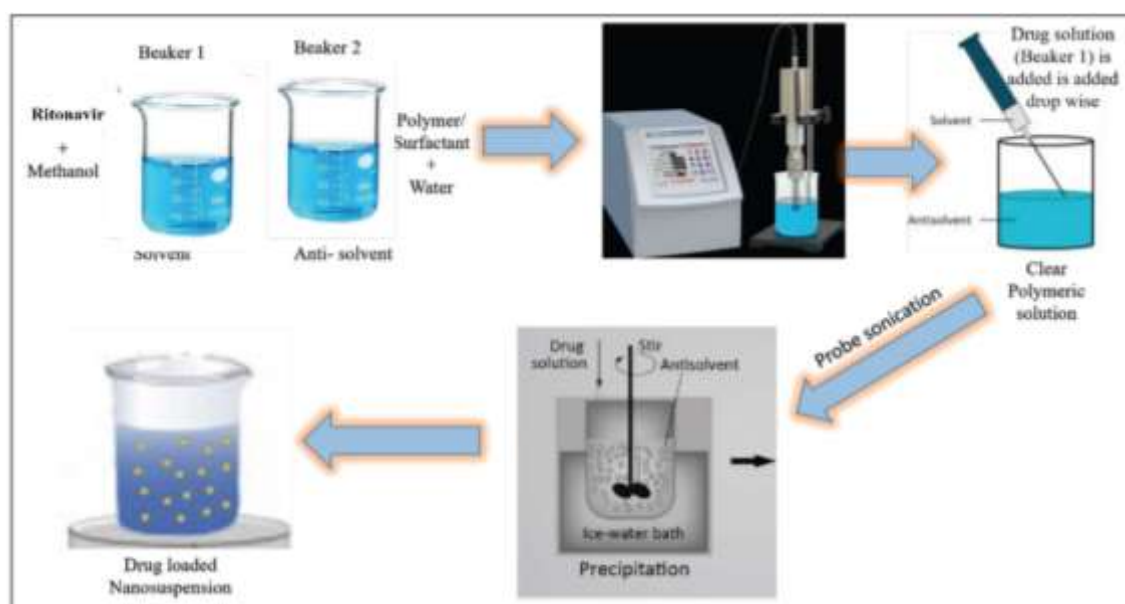 Beaker 1
Beaker 2
Ritonavir
+
Methanol
Polymer/
Surfactant
+
Water
Solvent
Anti- solvent
Drug solution
(Beaker 1) is
added is added
drop wise
Solvent
Antisolvent
Clear
Polymeric
solution
Probe sonication
Drug
solution
Stir
Antisolvent
Ice-water bath
Precipitation
Drug loaded
Nanosuspension